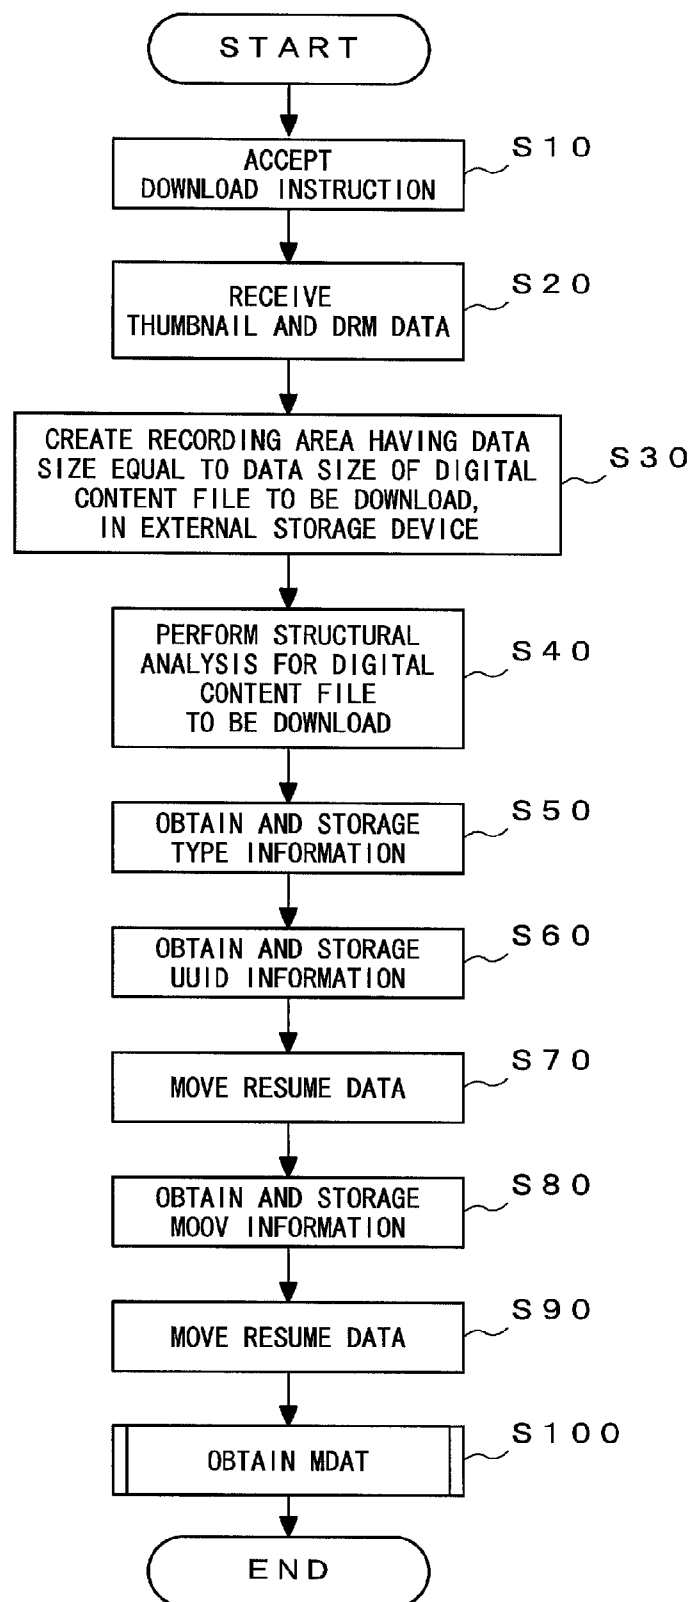 START
ACCEPT
DOWNLOAD INSTRUCTION
S10
RECEIVE
THUMBNAIL AND DRM DATA
S20
CREATE RECORDING AREA HAVING DATA
SIZE EQUAL TO DATA SIZE OF DIGITAL
CONTENT FILE TO BE DOWNLOAD,
IN EXTERNAL STORAGE DEVICE
S30
PERFORM STRUCTURAL
ANALYSIS FOR DIGITAL
CONTENT FILE
TO BE DOWNLOAD
S40
OBTAIN AND STORAGE
TYPE INFORMATION
S50
OBTAIN AND STORAGE
UUID INFORMATION
S60
MOVE RESUME DATA
S70
OBTAIN AND STORAGE
MOOV INFORMATION
S80
MOVE RESUME DATA
S90
OBTAIN MDAT
S100
END